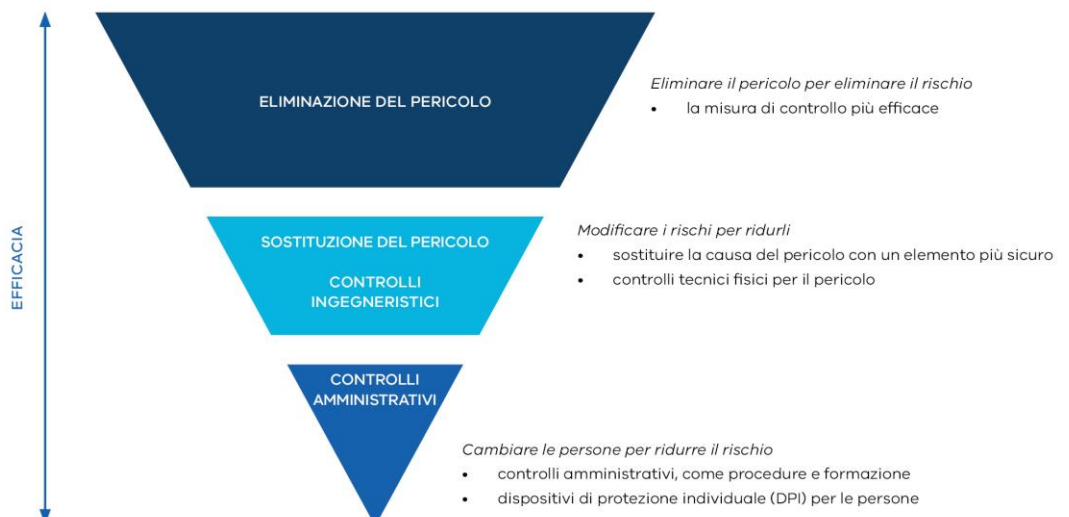 EFFICACIA
ELIMINAZIONE DEL PERICOLO
Eliminare il pericolo per eliminare il rischio
• la misura di controllo più efficace
SOSTITUZIONE DEL PERICOLO
CONTROLLI
INGEGNERISTICI
Modificare i rischi per ridurli
• sostituire la causa del pericolo con un elemento più sicuro
• controlli tecnici fisici per il pericolo
CONTROLLI
AMMINISTRATIVI
Cambiare le persone per ridurre il rischio
• controlli amministrativi, come procedure e formazione
• dispositivi di protezione individuale (DPI) per le persone